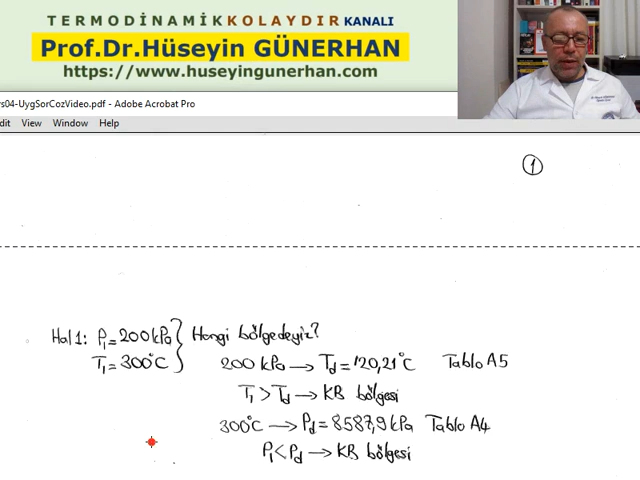 TERMODİNAMİKKOLAYDIR KANALI
Prof.Dr.Hüseyin GÜNERHAN
https://www.huseyingunerhan.com
rs04-UygSorCozVideo.pdf - Adobe Acrobat Pro
dit View Window Help
1
Hal 1: P₁=200 kPa } Hangi bölgedeyiz?
T₁=300°C
200 kPa → Td=120,21°C Tablo A5
T₁ > Td → KB bölgesi
300°C → Pd=8587,9 kPa Tablo A4
P₁<Pd → KB bölgesi